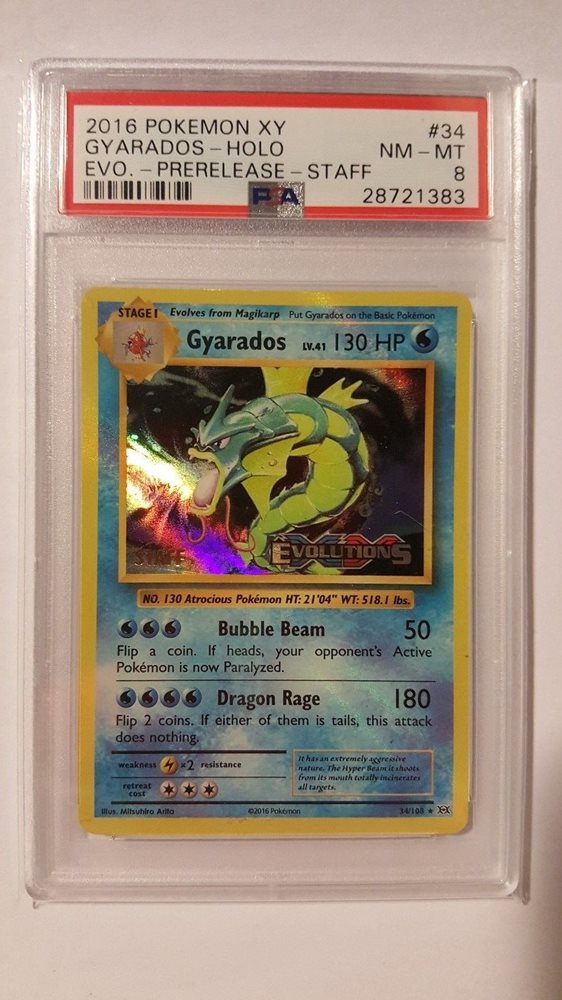 2016 POKEMON XY #34
GYARADOS - HOLO NM - MT
EVO. - PRERELEASE - STAFF 8
PSA 28721383
STAGE 1 Evolves from Magikarp Put Gyarados on the Basic Pokémon
Gyarados LV.41 130 HP
STAFF EVOLUTIONS
NO. 130 Atrocious Pokémon HT: 21'04" WT: 518.1 lbs.
Bubble Beam 50
Flip a coin. If heads, your opponent's Active
Pokémon is now Paralyzed.
Dragon Rage 180
Flip 2 coins. If either of them is tails, this attack
does nothing.
weakness ×2 resistance
retreat
cost
It has an extremely aggressive
nature. The Hyper Beam it shoots
from its mouth totally incinerates
all targets.
Illus. Mitsuhiro Arita ©2016 Pokémon 34/108 ★ XY